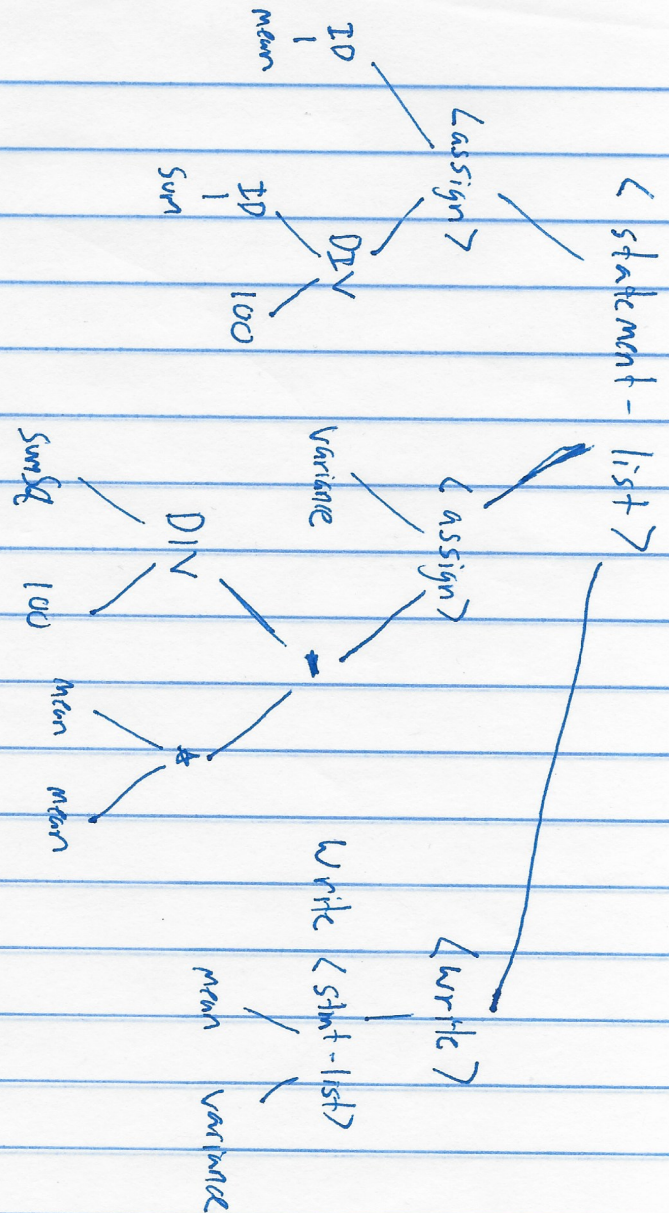 < statement - list >
<assign> <assign> <write>
ID DIV variance - Write <stmt-list>
|
mean
ID 100 DIV * mean variance
|
sum
sumSq 100 mean mean